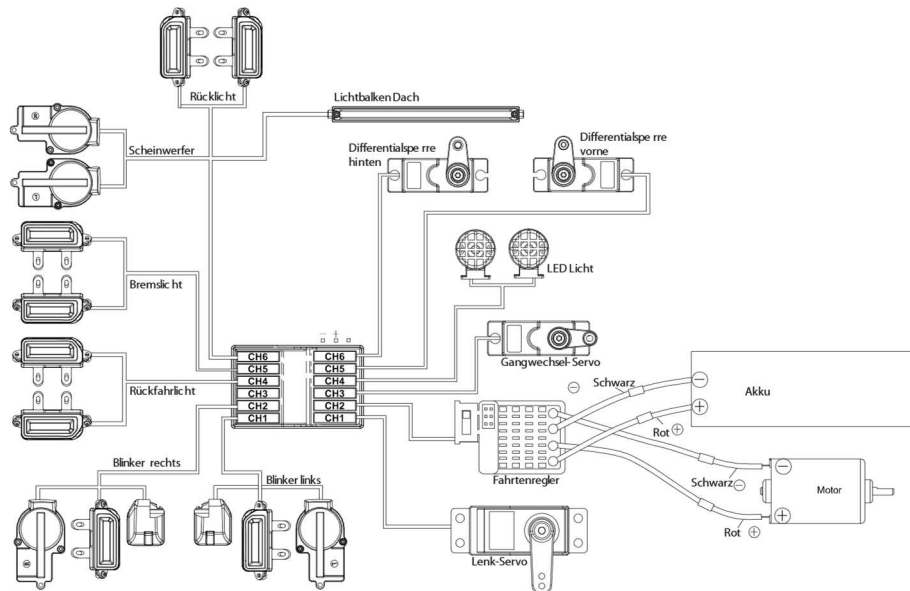 Rücklicht
Lichtbalken Dach
Scheinwerfer
Differentialspe rre
hinten
Differentialspe rre
vorne
R
L
LED Licht
Bremslicht
− +
CH6 CH6
CH5 CH5
CH4 CH4
CH3 CH3
CH2 CH2
CH1 CH1
Gangwechsel-Servo
Rückfahrlicht
− Schwarz −
Akku
+
Rot +
Fahrtenregler
Schwarz − −
Motor
Rot + +
Blinker rechts
Blinker links
R
L
Lenk-Servo